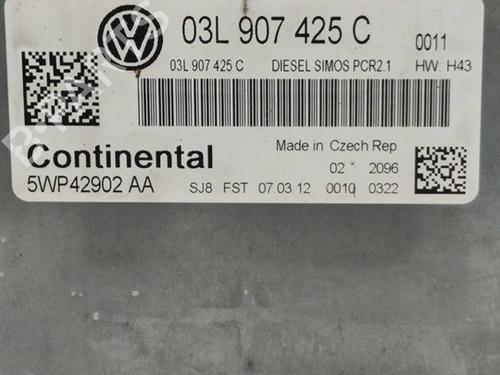 03L 907 425 C 0011
03L 907 425 C DIESEL SIMOS PCR2.1 HW: H43
Continental Made in Czech Rep
02 2096
5WP42902 AA SJ8 FST 07.03.12 0010 0322